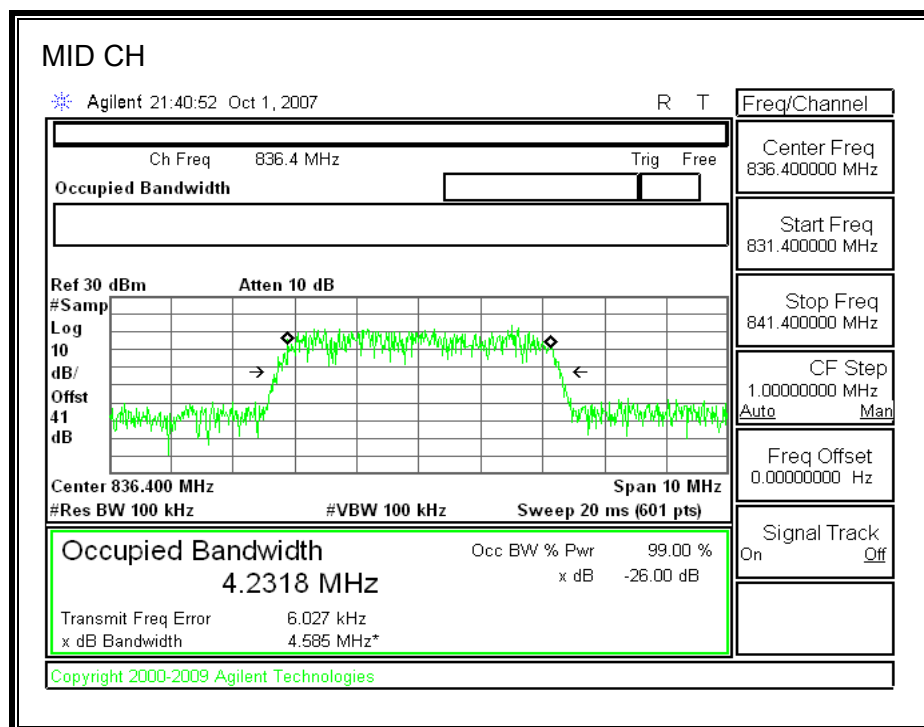 MID CH
Agilent 21:40:52 Oct 1, 2007 R T
Freq/Channel
Ch Freq 836.4 MHz Trig Free
Occupied Bandwidth
Center Freq
836.400000 MHz
Start Freq
831.400000 MHz
Stop Freq
841.400000 MHz
CF Step
1.00000000 MHz
Auto Man
Freq Offset
0.00000000 Hz
Signal Track
On Off
Ref 30 dBm Atten 10 dB
#Samp
Log
10
dB/
Offst
41
dB
Center 836.400 MHz Span 10 MHz
#Res BW 100 kHz #VBW 100 kHz Sweep 20 ms (601 pts)
Occupied Bandwidth Occ BW % Pwr 99.00 %
4.2318 MHz x dB -26.00 dB
Transmit Freq Error 6.027 kHz
x dB Bandwidth 4.585 MHz*
Copyright 2000-2009 Agilent Technologies